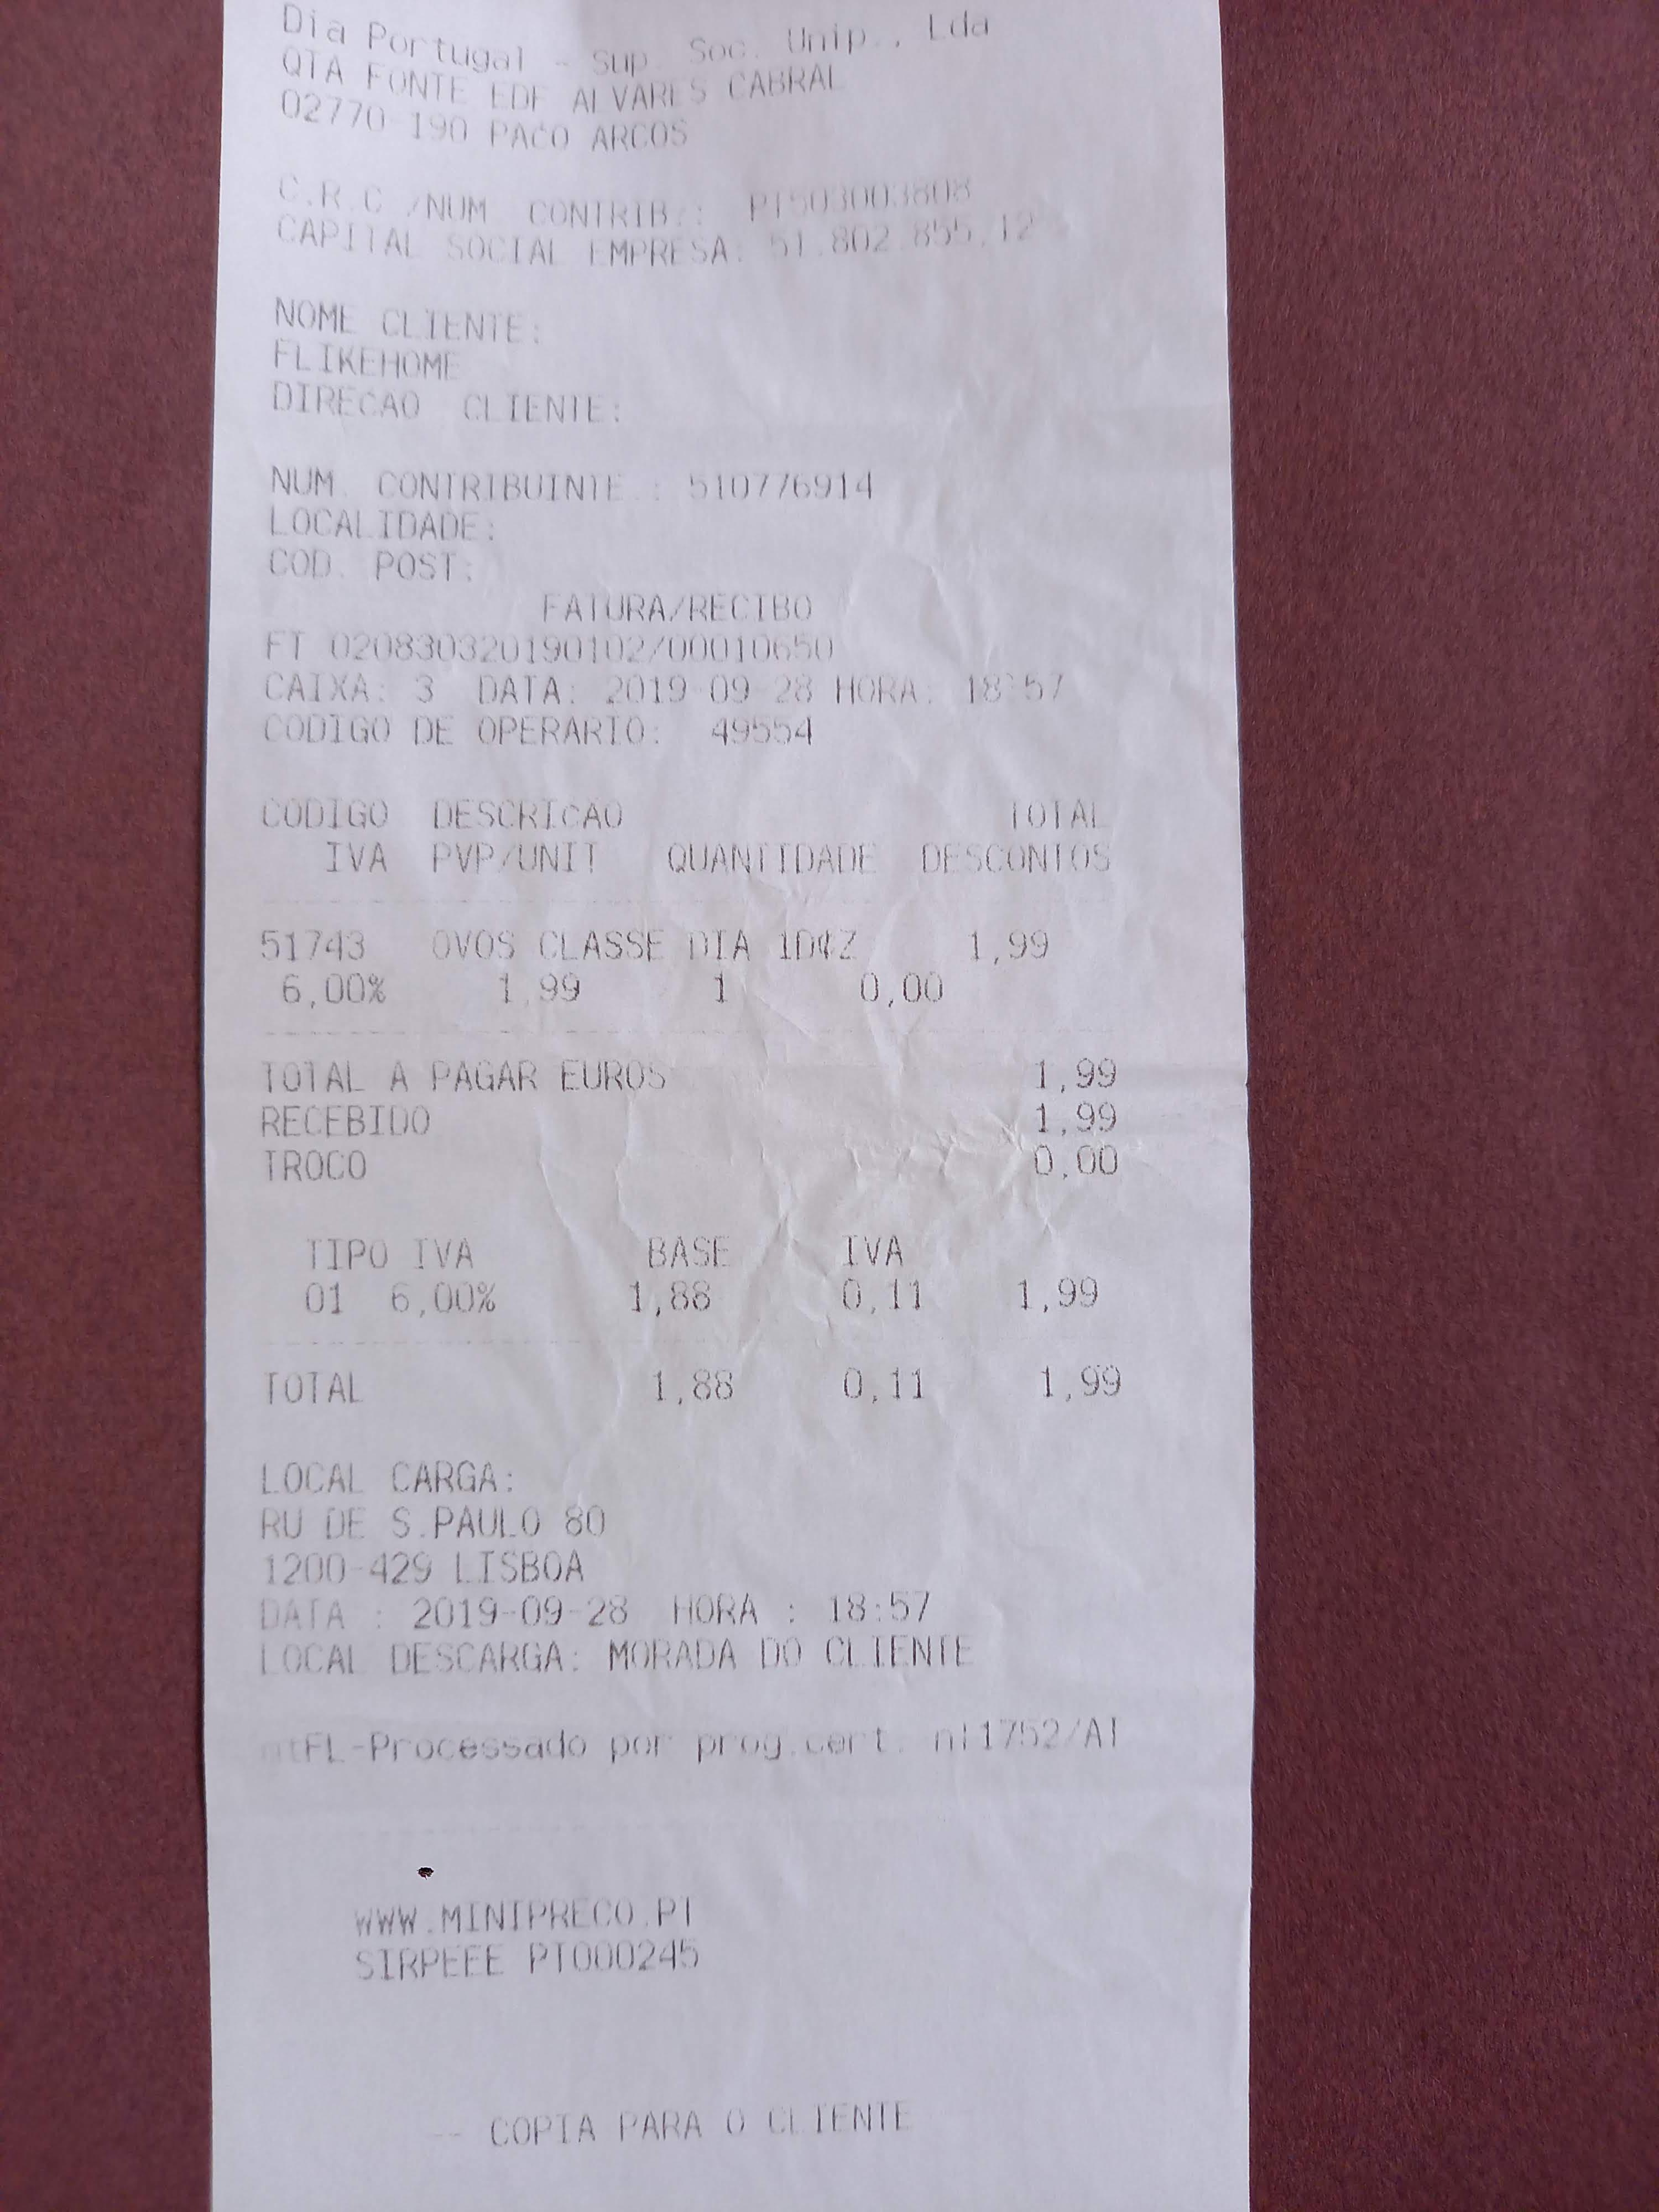 Dia Portugal - Sup. Soc. Unip., Lda
QTA FONTE EDF ALVARES CABRAL
02770-190 PACO ARCOS
C.R.C./NUM. CONTRIB.: PT503003808
CAPITAL SOCIAL EMPRESA: 51.802.855,12
NOME CLIENTE:
FLIKEHOME
DIRECAO CLIENTE:
NUM. CONTRIBUINTE.: 510776914
LOCALIDADE:
COD. POST:
FATURA/RECIBO
FT 020830320190102/00010650
CAIXA: 3 DATA: 2019-09-28 HORA: 18:57
CODIGO DE OPERARIO: 49554
CODIGO DESCRICAO TOTAL
IVA PVP/UNIT QUANTIDADE DESCONTOS
51743 OVOS CLASSE DIA 1D¢Z 1,99
6,00% 1,99 1 0,00
TOTAL A PAGAR EUROS 1,99
RECEBIDO 1,99
TROCO 0,00
TIPO IVA BASE IVA
01 6,00% 1,88 0,11 1,99
TOTAL 1,88 0,11 1,99
LOCAL CARGA:
RU DE S.PAULO 80
1200-429 LISBOA
DATA : 2019-09-28 HORA : 18:57
LOCAL DESCARGA: MORADA DO CLIENTE
mtFL-Processado por prog.cert. n|1752/AT
WWW.MINIPRECO.PT
SIRPEEE PT000245
-- COPIA PARA O CLIENTE